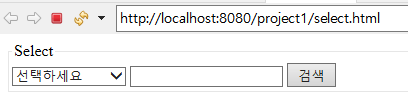 http://localhost:8080/project1/select.html
Select
선택하세요 검색